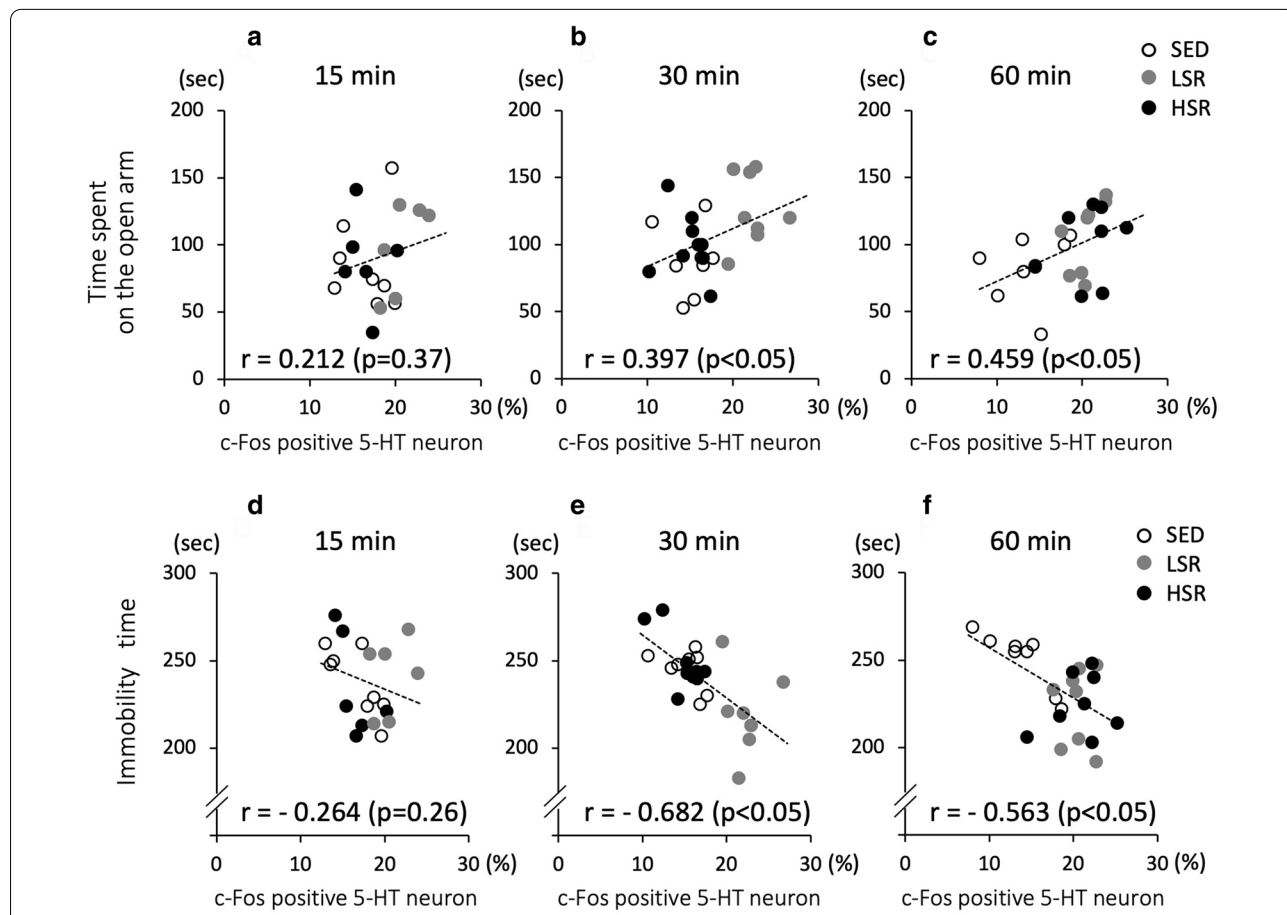 a
b
c
(sec) 15 min
(sec) 30 min
(sec) 60 min
SED
LSR
HSR
Time spent
on the open arm
200
150
100
50
0
r = 0.212 (p=0.37)
0 10 20 30 (%)
c-Fos positive 5-HT neuron
200
150
100
50
0
r = 0.397 (p<0.05)
0 10 20 30 (%)
c-Fos positive 5-HT neuron
200
150
100
50
0
r = 0.459 (p<0.05)
0 10 20 30 (%)
c-Fos positive 5-HT neuron
d
e
f
(sec) 15 min
(sec) 30 min
(sec) 60 min
SED
LSR
HSR
Immobility time
300
250
200
r = - 0.264 (p=0.26)
0 10 20 30 (%)
c-Fos positive 5-HT neuron
300
250
200
r = - 0.682 (p<0.05)
0 10 20 30 (%)
c-Fos positive 5-HT neuron
300
250
200
r = - 0.563 (p<0.05)
0 10 20 30 (%)
c-Fos positive 5-HT neuron